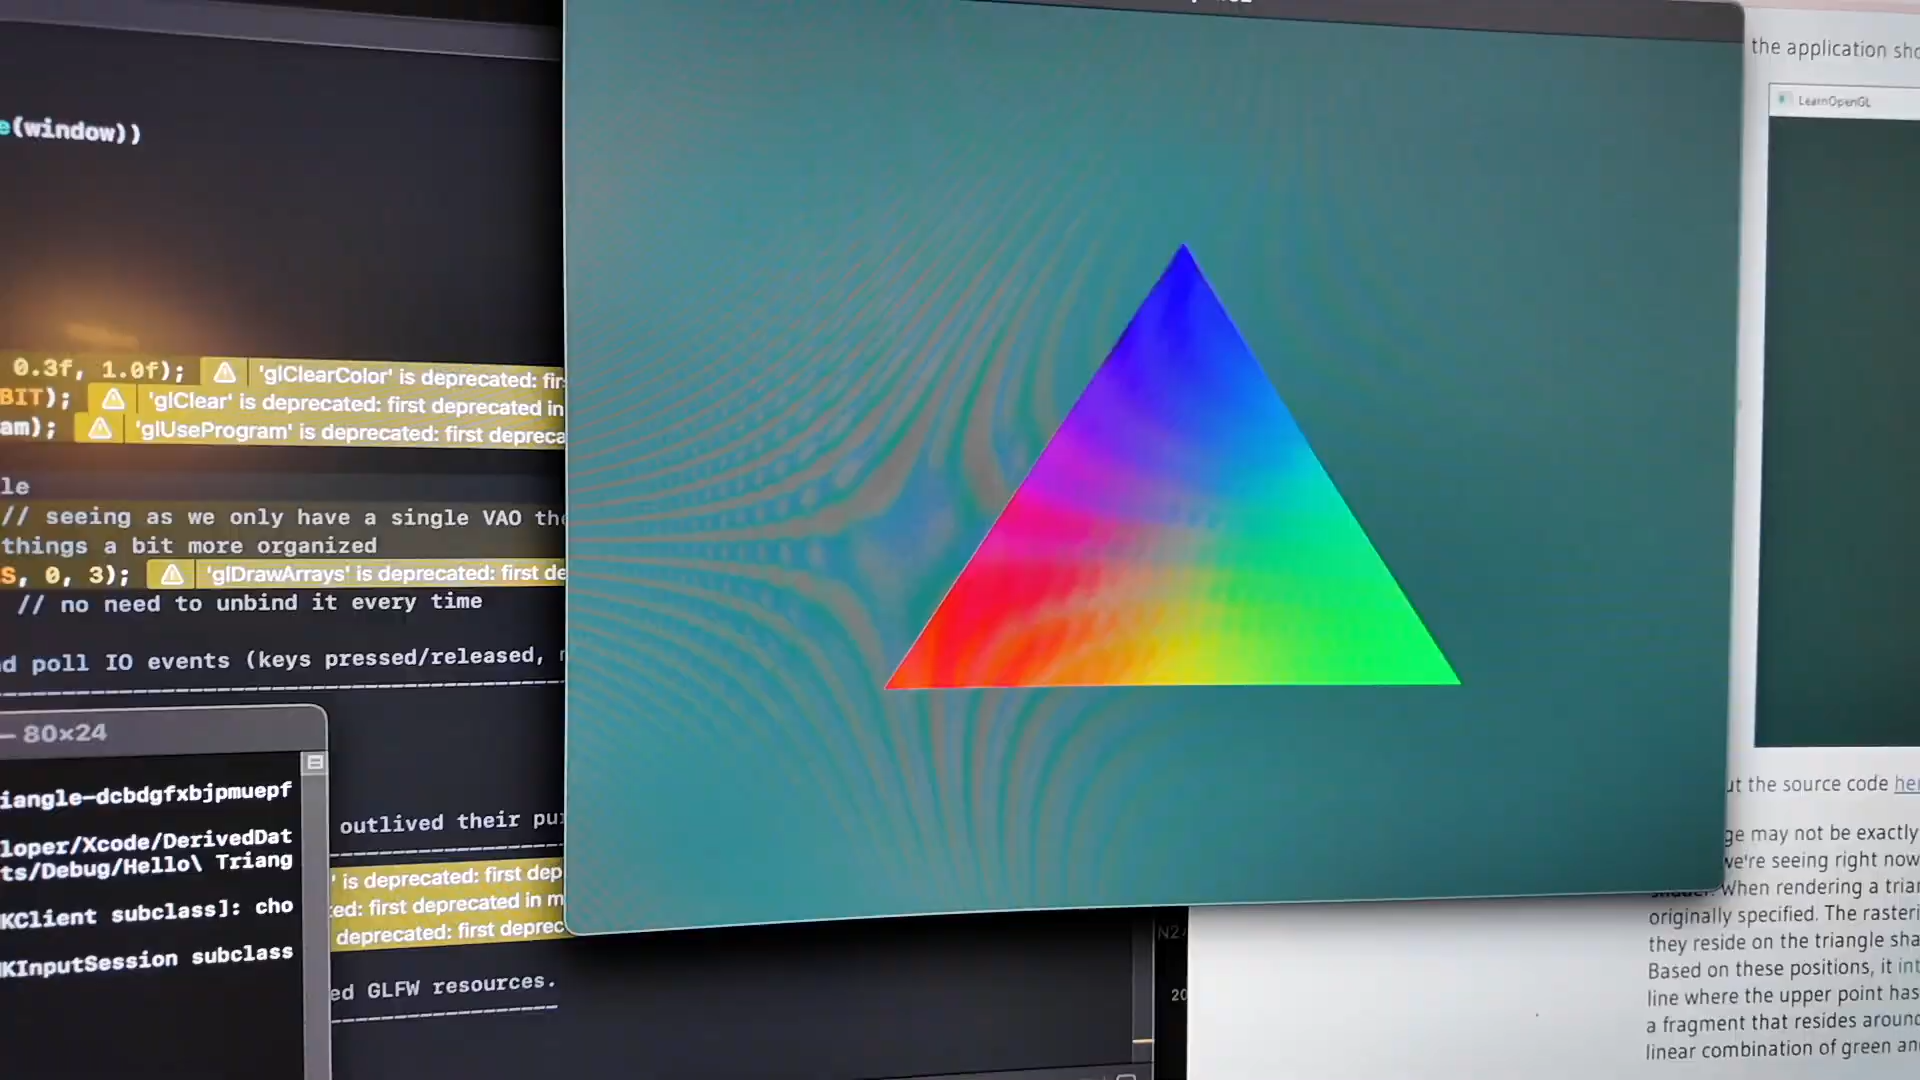 e(window))
0.3f, 1.0f); 'glClearColor' is deprecated: fir
BIT); 'glClear' is deprecated: first deprecated in
am); 'glUseProgram' is deprecated: first depreca
le
// seeing as we only have a single VAO the
things a bit more organized
S, 0, 3); 'glDrawArrays' is deprecated: first de
// no need to unbind it every time
d poll IO events (keys pressed/released,
— 80×24
iangle-dcbdgfxbjpmuepf
loper/Xcode/DerivedDat
ts/Debug/Hello\ Triang
KClient subclass]: cho
KInputSession subclass
outlived their pu
' is deprecated: first dep
ted: first deprecated in m
deprecated: first deprec
ed GLFW resources.
20
the application sho
LearnOpenGL
ut the source code her
ge may not be exactly
we're seeing right now
When rendering a trian
originally specified. The rasteri
they reside on the triangle sha
Based on these positions, it int
line where the upper point has
a fragment that resides around
linear combination of green an